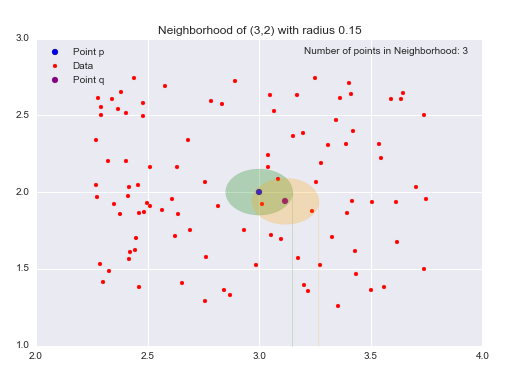 Neighborhood of (3,2) with radius 0.15
3.0
Point p
Data
Point q
Number of points in Neighborhood: 3
2.5
2.0
1.5
1.0
2.0 2.5 3.0 3.5 4.0